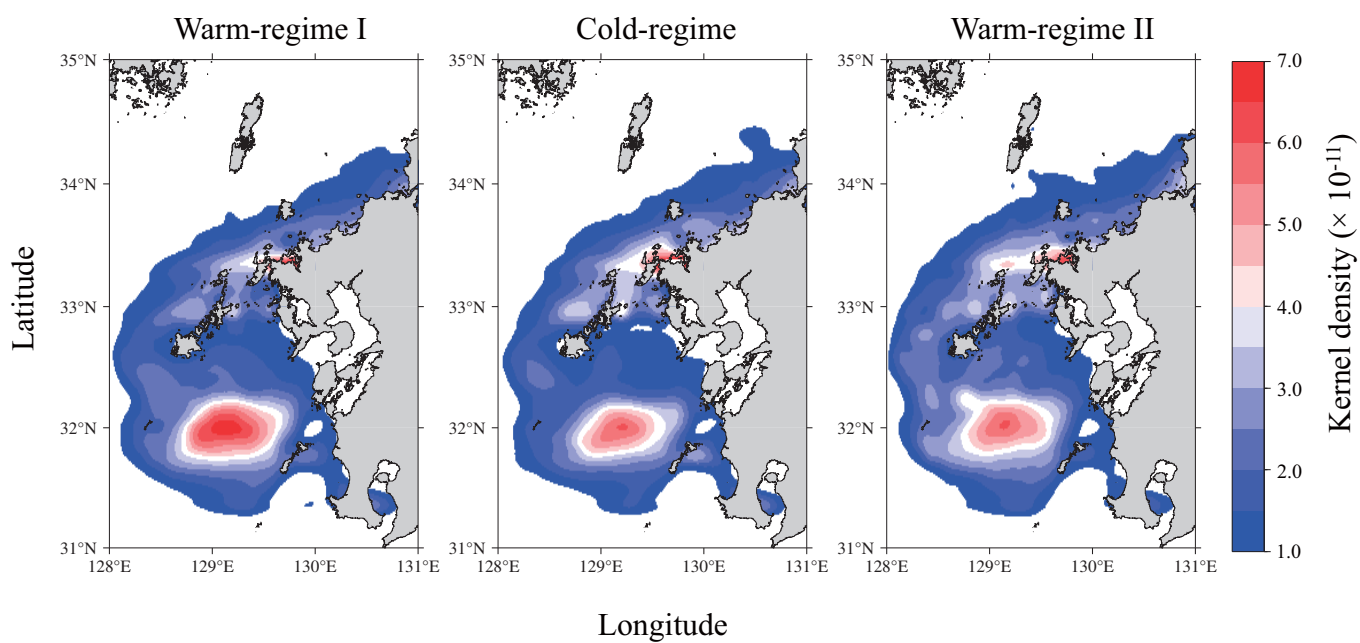 Warm-regime I
Cold-regime
Warm-regime II
35°N
34°N
33°N
32°N
31°N
128°E
129°E
130°E
131°E
35°N
34°N
33°N
32°N
31°N
128°E
129°E
130°E
131°E
35°N
34°N
33°N
32°N
31°N
128°E
129°E
130°E
131°E
7.0
6.0
5.0
4.0
3.0
2.0
1.0
Kernel density (× 10⁻¹¹)
Latitude
Longitude